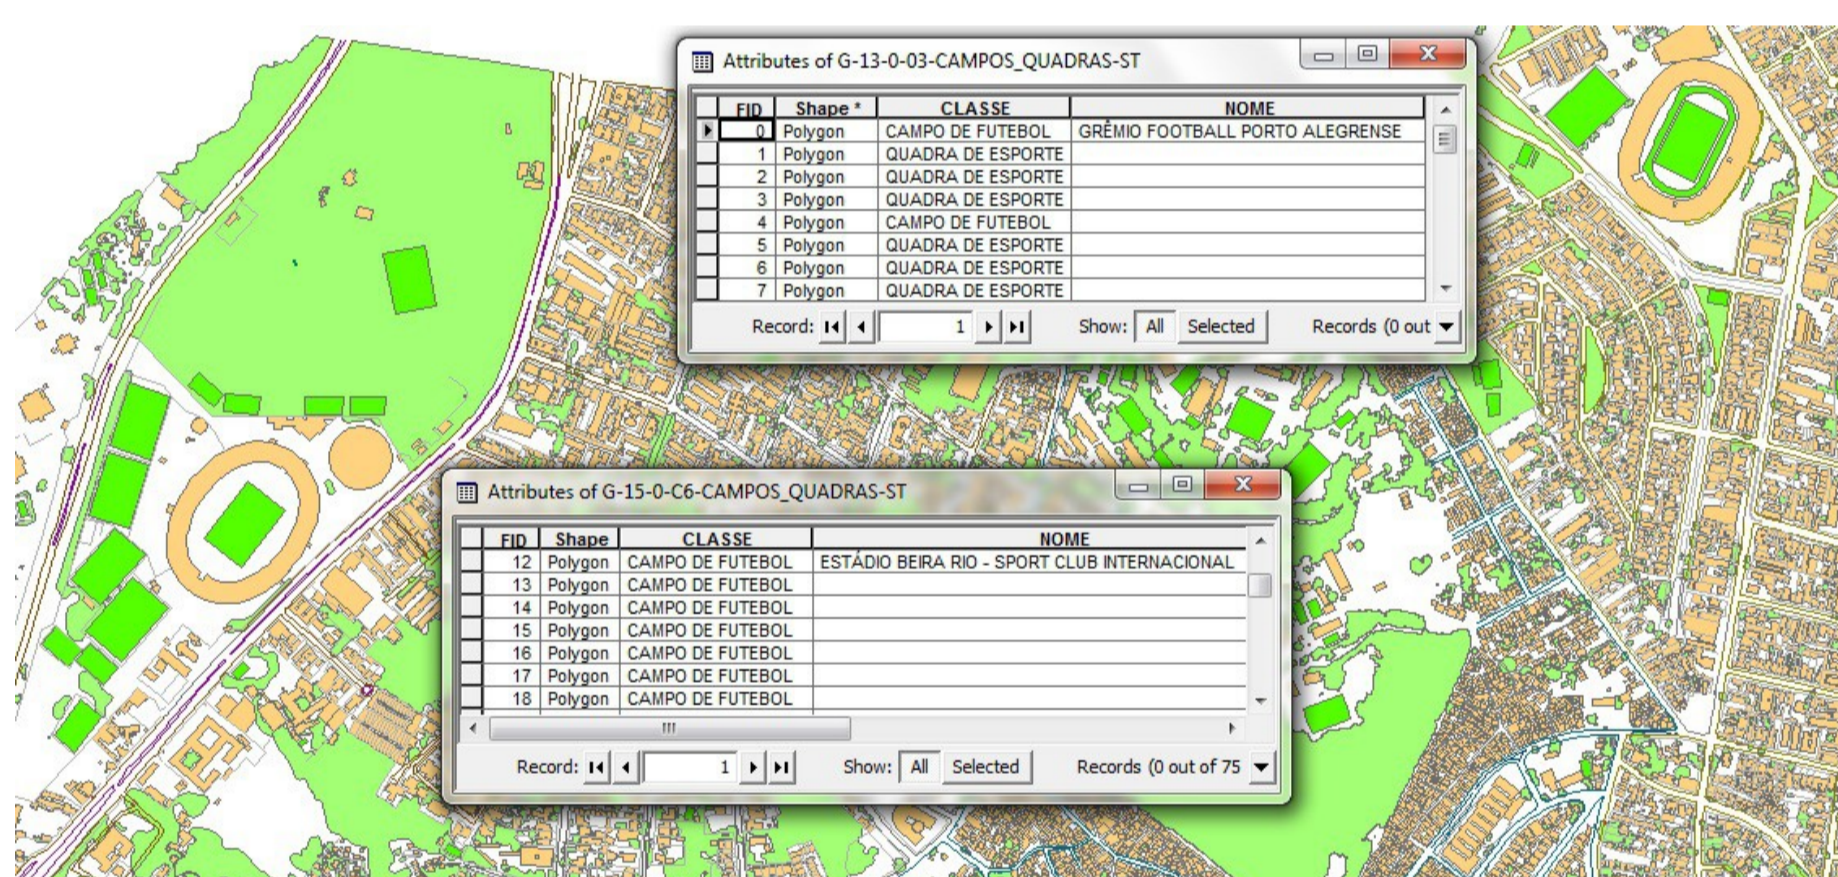 Attributes of G-13-0-03-CAMPOS_QUADRAS-ST
FID Shape * CLASSE NOME
0 Polygon CAMPO DE FUTEBOL GRÊMIO FOOTBALL PORTO ALEGRENSE
1 Polygon QUADRA DE ESPORTE
2 Polygon QUADRA DE ESPORTE
3 Polygon QUADRA DE ESPORTE
4 Polygon CAMPO DE FUTEBOL
5 Polygon QUADRA DE ESPORTE
6 Polygon QUADRA DE ESPORTE
7 Polygon QUADRA DE ESPORTE
Record: 1 Show: All Selected Records (0 out
Attributes of G-15-0-C6-CAMPOS_QUADRAS-ST
FID Shape CLASSE NOME
12 Polygon CAMPO DE FUTEBOL ESTÁDIO BEIRA RIO - SPORT CLUB INTERNACIONAL
13 Polygon CAMPO DE FUTEBOL
14 Polygon CAMPO DE FUTEBOL
15 Polygon CAMPO DE FUTEBOL
16 Polygon CAMPO DE FUTEBOL
17 Polygon CAMPO DE FUTEBOL
18 Polygon CAMPO DE FUTEBOL
Record: 1 Show: All Selected Records (0 out of 75